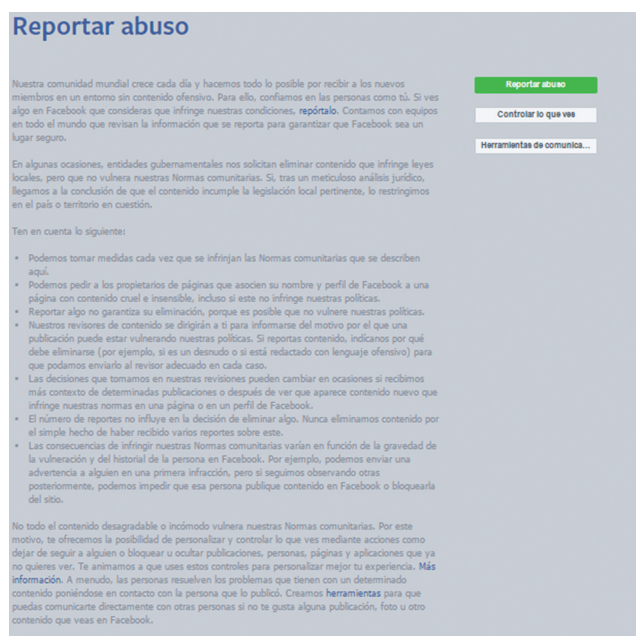 Reportar abuso
Nuestra comunidad mundial crece cada día y hacemos todo lo posible por recibir a los nuevos
miembros en un entorno sin contenido ofensivo. Para ello, confiamos en las personas como tú. Si ves
algo en Facebook que consideras que infringe nuestras condiciones, repórtalo. Contamos con equipos
en todo el mundo que revisan la información que se reporta para garantizar que Facebook sea un
lugar seguro.
En algunas ocasiones, entidades gubernamentales nos solicitan eliminar contenido que infringe leyes
locales, pero que no vulnera nuestras Normas comunitarias. Si, tras un meticuloso análisis jurídico,
llegamos a la conclusión de que el contenido incumple la legislación local pertinente, lo restringimos
en el país o territorio en cuestión.
Ten en cuenta lo siguiente:
• Podemos tomar medidas cada vez que se infrinjan las Normas comunitarias que se describen
aquí.
• Podemos pedir a los propietarios de páginas que asocien su nombre y perfil de Facebook a una
página con contenido cruel e insensible, incluso si este no infringe nuestras políticas.
• Reportar algo no garantiza su eliminación, porque es posible que no vulnere nuestras políticas.
• Nuestros revisores de contenido se dirigirán a ti para informarse del motivo por el que una
publicación puede estar vulnerando nuestras políticas. Si reportas contenido, indícanos por qué
debe eliminarse (por ejemplo, si es un desnudo o si está redactado con lenguaje ofensivo) para
que podamos enviarlo al revisor adecuado en cada caso.
• Las decisiones que tomamos en nuestras revisiones pueden cambiar en ocasiones si recibimos
más contexto de determinadas publicaciones o después de ver que aparece contenido nuevo que
infringe nuestras normas en una página o en un perfil de Facebook.
• El número de reportes no influye en la decisión de eliminar algo. Nunca eliminamos contenido por
el simple hecho de haber recibido varios reportes sobre este.
• Las consecuencias de infringir nuestras Normas comunitarias varían en función de la gravedad de
la vulneración y del historial de la persona en Facebook. Por ejemplo, podemos enviar una
advertencia a alguien en una primera infracción, pero si seguimos observando otras
posteriormente, podemos impedir que esa persona publique contenido en Facebook o bloquearla
del sitio.
No todo el contenido desagradable o incómodo vulnera nuestras Normas comunitarias. Por este
motivo, te ofrecemos la posibilidad de personalizar y controlar lo que ves mediante acciones como
dejar de seguir a alguien o bloquear u ocultar publicaciones, personas, páginas y aplicaciones que ya
no quieres ver. Te animamos a que uses estos controles para personalizar mejor tu experiencia. Más
información. A menudo, las personas resuelven los problemas que tienen con un determinado
contenido poniéndose en contacto con la persona que lo publicó. Creamos herramientas para que
puedas comunicarte directamente con otras personas si no te gusta alguna publicación, foto u otro
contenido que veas en Facebook.
Reportar abuso
Controlar lo que ves
Herramientas de comunica...